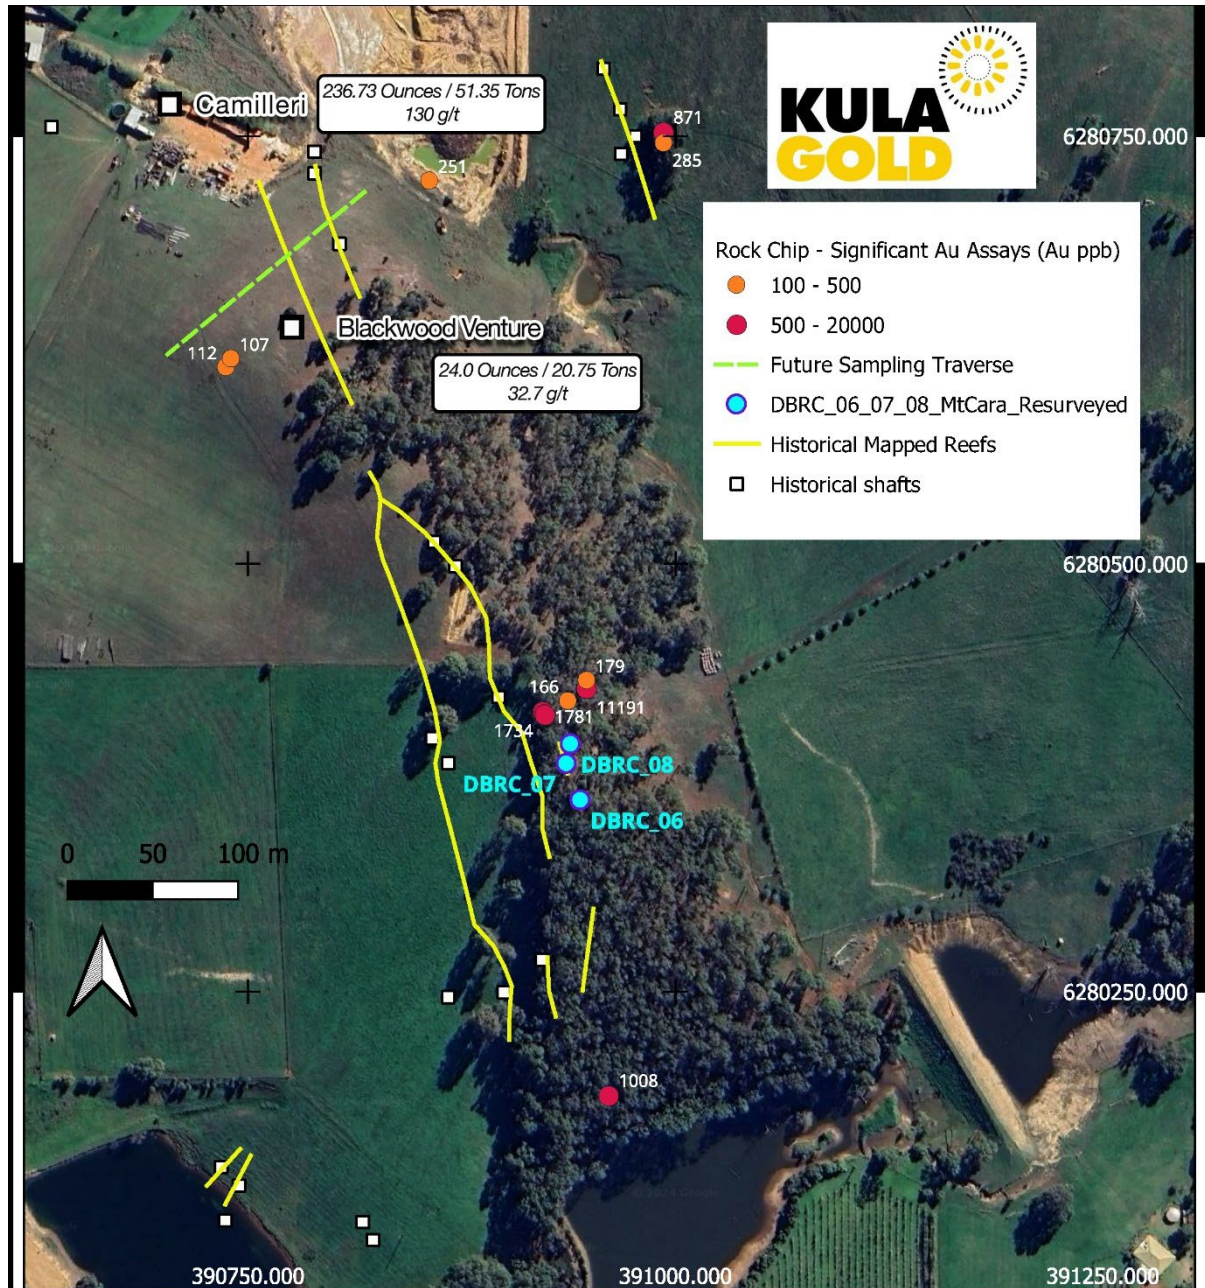 236.73 Ounces / 51.35 Tons
130 g/t
Camilleri
KULA
GOLD
871
285
6280750.000
251
Rock Chip - Significant Au Assays (Au ppb)
100 - 500
500 - 20000
Future Sampling Traverse
DBRC_06_07_08_MtCara_Resurveyed
Historical Mapped Reefs
Historical shafts
Blackwood Venture
112
107
24.0 Ounces / 20.75 Tons
32.7 g/t
6280500.000
179
166
11191
1781
1734
DBRC_08
DBRC_07
DBRC_06
0 50 100 m
6280250.000
1008
© 2024 Google
390750.000
391000.000
391250.000